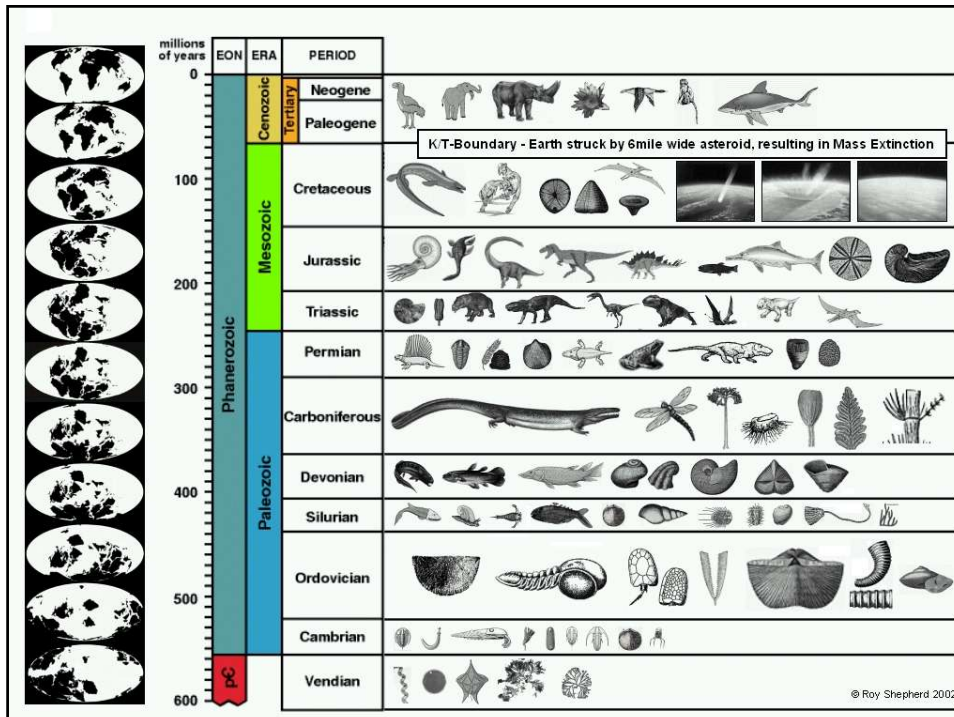 millions
of years
EON
ERA
PERIOD
0
100
200
300
400
500
600
Phanerozoic
p€
Cenozoic
Mesozoic
Paleozoic
Tertiary
Neogene
Paleogene
K/T-Boundary - Earth struck by 6mile wide asteroid, resulting in Mass Extinction
Cretaceous
Jurassic
Triassic
Permian
Carboniferous
Devonian
Silurian
Ordovician
Cambrian
Vendian
© Roy Shepherd 2002